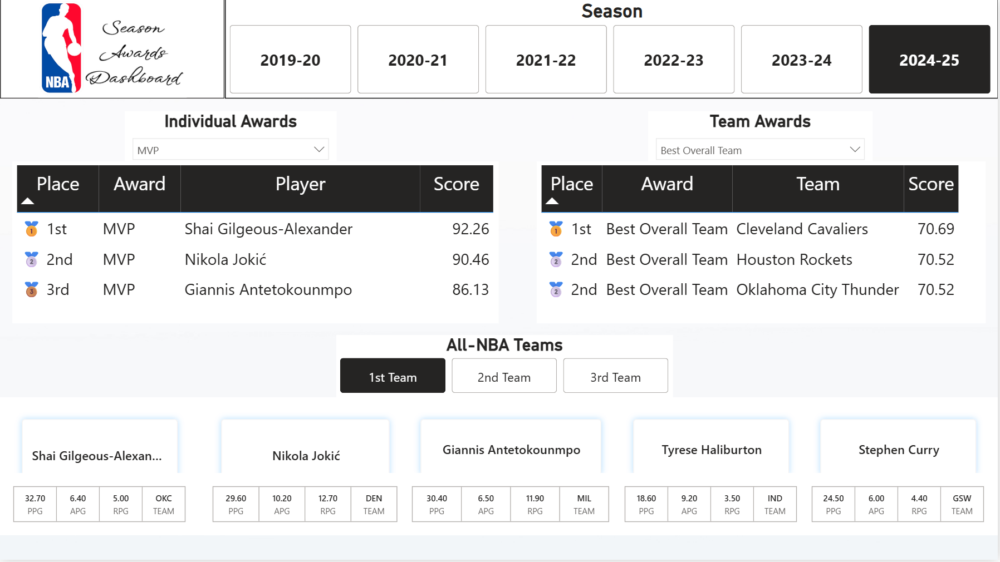 NBA
Season
Awards
Dashboard
Season
2019-20 2020-21 2021-22 2022-23 2023-24 2024-25
Individual Awards
MVP
Place Award Player Score
1 1st MVP Shai Gilgeous-Alexander 92.26
2 2nd MVP Nikola Jokić 90.46
3 3rd MVP Giannis Antetokounmpo 86.13
Team Awards
Best Overall Team
Place Award Team Score
1 1st Best Overall Team Cleveland Cavaliers 70.69
2 2nd Best Overall Team Houston Rockets 70.52
2 2nd Best Overall Team Oklahoma City Thunder 70.52
All-NBA Teams
1st Team 2nd Team 3rd Team
Shai Gilgeous-Alexan...
32.70 6.40 5.00 OKC
PPG APG RPG TEAM
Nikola Jokić
29.60 10.20 12.70 DEN
PPG APG RPG TEAM
Giannis Antetokounmpo
30.40 6.50 11.90 MIL
PPG APG RPG TEAM
Tyrese Haliburton
18.60 9.20 3.50 IND
PPG APG RPG TEAM
Stephen Curry
24.50 6.00 4.40 GSW
PPG APG RPG TEAM